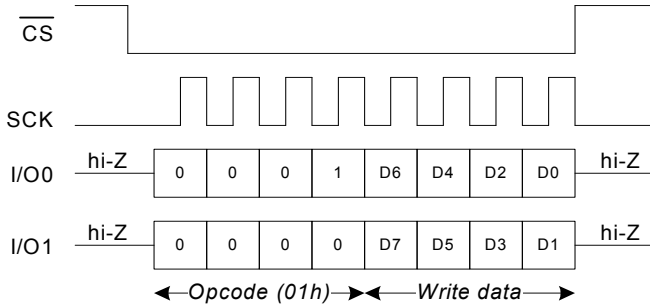 CS
SCK
I/O0 hi-Z 0 0 0 1 D6 D4 D2 D0 hi-Z
I/O1 hi-Z 0 0 0 0 D7 D5 D3 D1 hi-Z
Opcode (01h) Write data